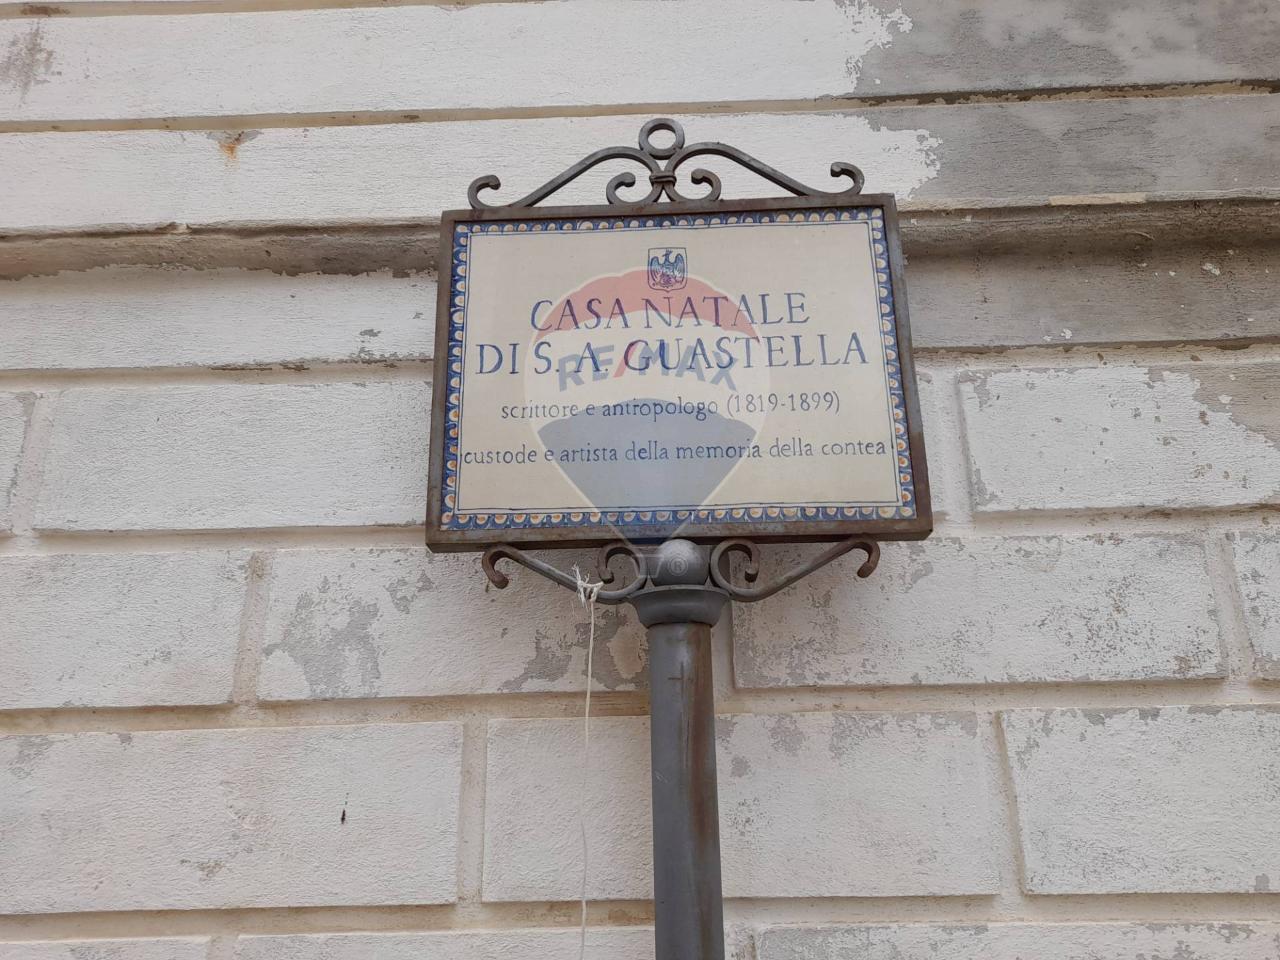 CASA NATALE
DI S. A. GUASTELLA
RE/MAX
scrittore e antropologo (1819-1899)
custode e artista della memoria della contea
®